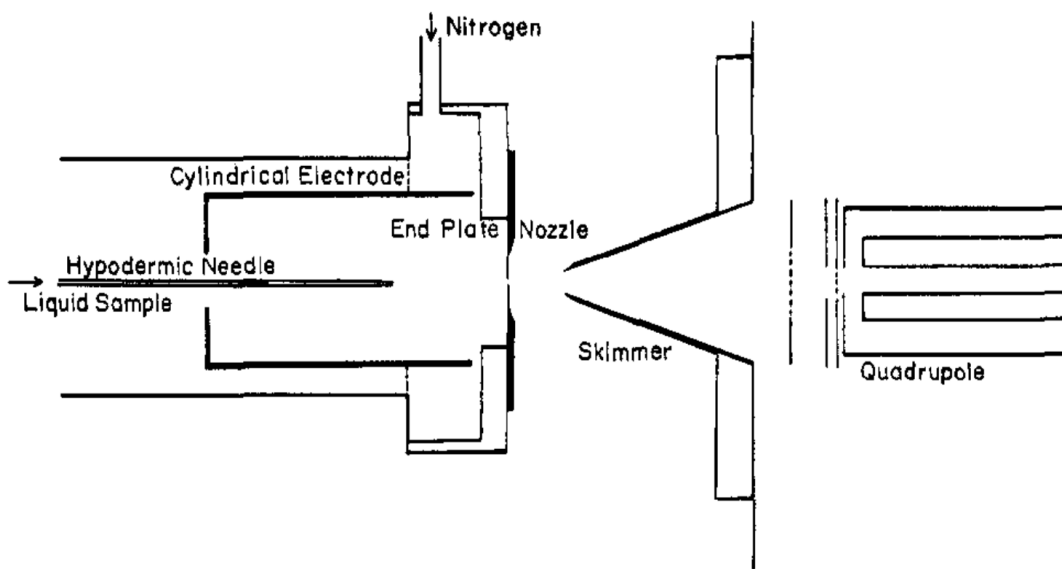 Nitrogen
Cylindrical Electrode
End Plate
Nozzle
Hypodermic Needle
Liquid Sample
Skimmer
Quadrupole